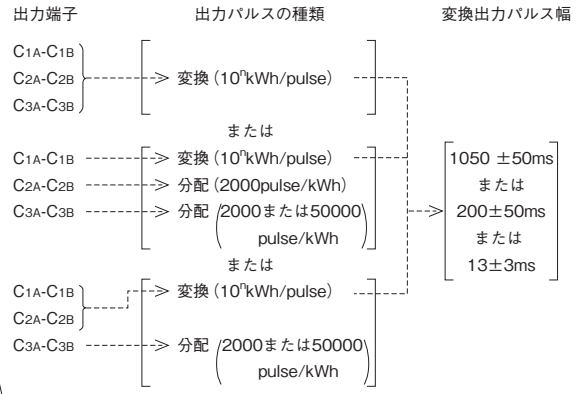 出力端子 出力パルスの種類 変換出力パルス幅
C1A-C1B
C2A-C2B 変換(10ⁿkWh/pulse)
C3A-C3B
または
C1A-C1B 変換(10ⁿkWh/pulse) 1050 ±50ms
C2A-C2B 分配(2000pulse/kWh) または
C3A-C3B 分配(2000または50000 200±50ms
pulse/kWh) または
または 13±3ms
C1A-C1B 変換(10ⁿkWh/pulse)
C2A-C2B
C3A-C3B 分配(2000または50000
pulse/kWh)